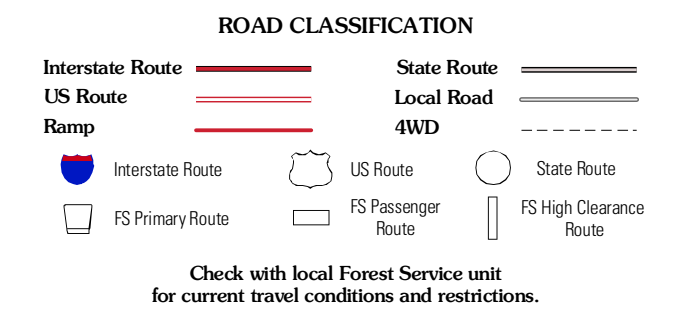 ROAD CLASSIFICATION
Interstate Route
State Route
US Route
Local Road
Ramp
4WD
Interstate Route
US Route
State Route
FS Primary Route
FS Passenger
Route
FS High Clearance
Route
Check with local Forest Service unit
for current travel conditions and restrictions.